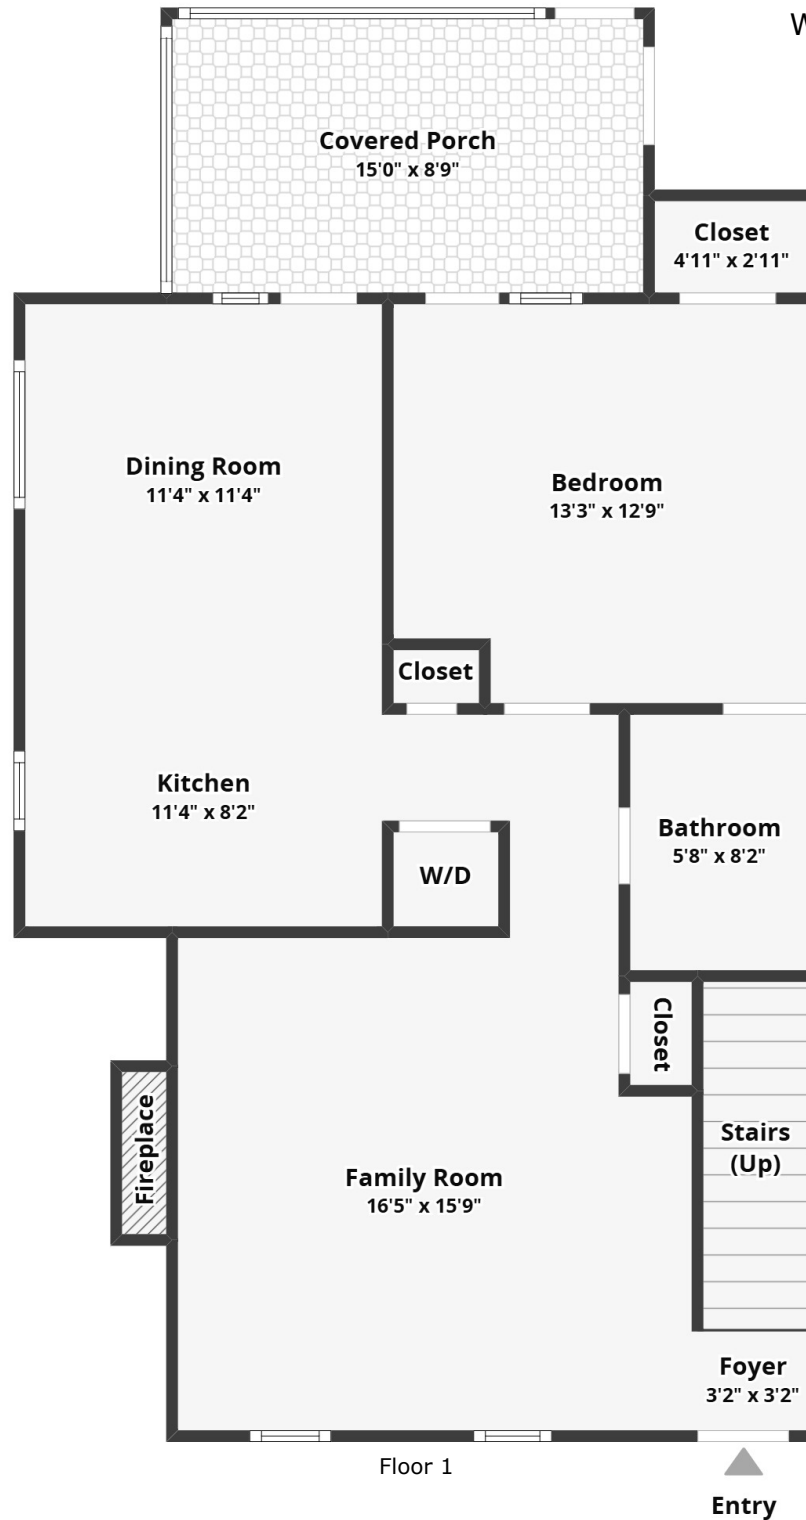 W
Covered Porch
15'0" x 8'9"
Closet
4'11" x 2'11"
Dining Room
11'4" x 11'4"
Bedroom
13'3" x 12'9"
Closet
Kitchen
11'4" x 8'2"
Bathroom
5'8" x 8'2"
W/D
Closet
Fireplace
Stairs
(Up)
Family Room
16'5" x 15'9"
Foyer
3'2" x 3'2"
Floor 1
Entry